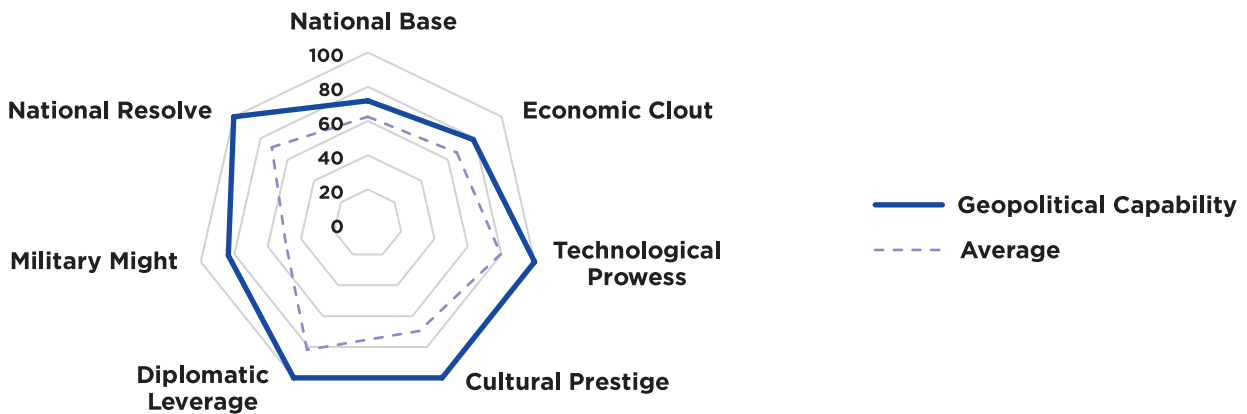 National Base
100
80
60
40
20
0
National Resolve
Economic Clout
Military Might
Technological
Prowess
Diplomatic
Leverage
Cultural Prestige
Geopolitical Capability
Average